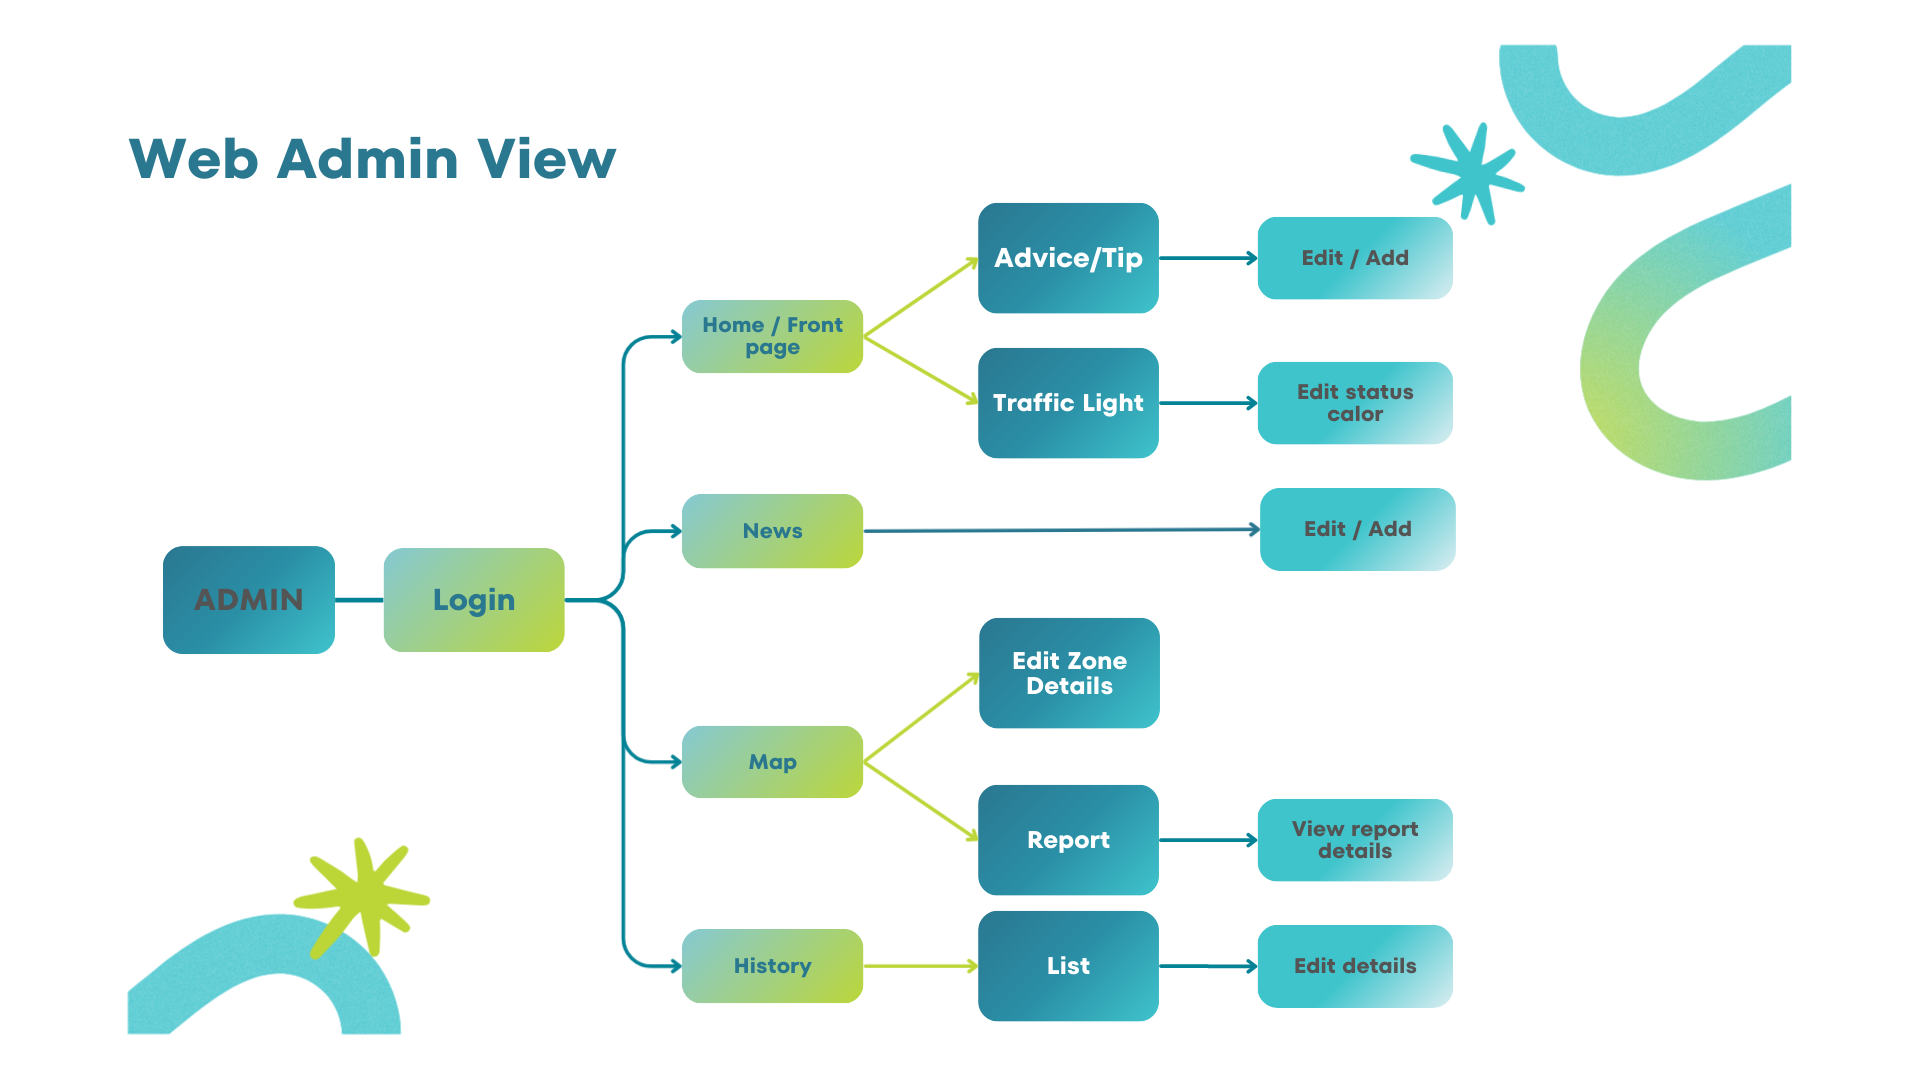 Web Admin View
Advice/Tip
Edit / Add
Home / Front
page
Traffic Light
Edit status
calor
News
Edit / Add
ADMIN
Login
Edit Zone
Details
Map
Report
View report
details
History
List
Edit details